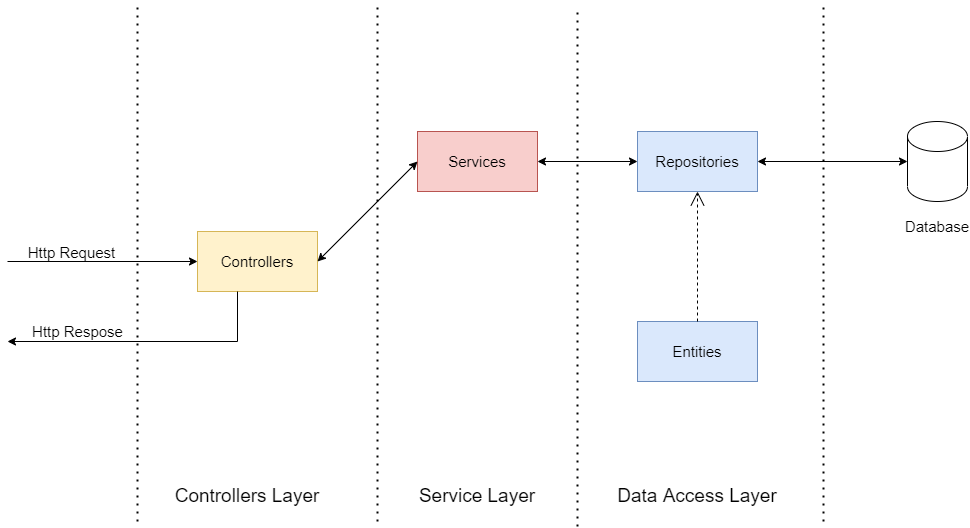 Services
Repositories
Database
Http Request
Controllers
Http Respose
Entities
Controllers Layer
Service Layer
Data Access Layer